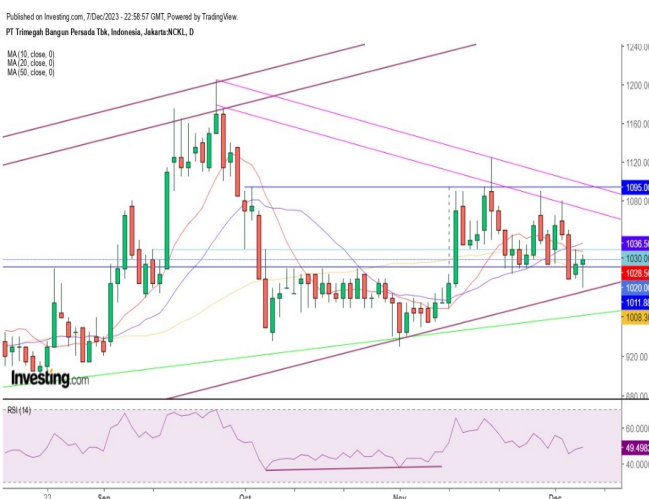 Published on Investing.com, 7/Dec/2023 - 22:58:57 GMT, Powered by TradingView.
PT Trimegah Bangun Persada Tbk, Indonesia, Jakarta:NCKL, D
MA (10, close, 0)
MA (20, close, 0)
MA (50, close, 0)
1240.00
1200.00
1160.00
1120.00
1095.00
1080.00
1036.50
1030.00
1028.50
1020.00
1011.88
1008.30
920.00
880.00
Investing.com
RSI (14)
60.0000
49.4982
40.0000
22
Sep
Oct
Nov
Dec